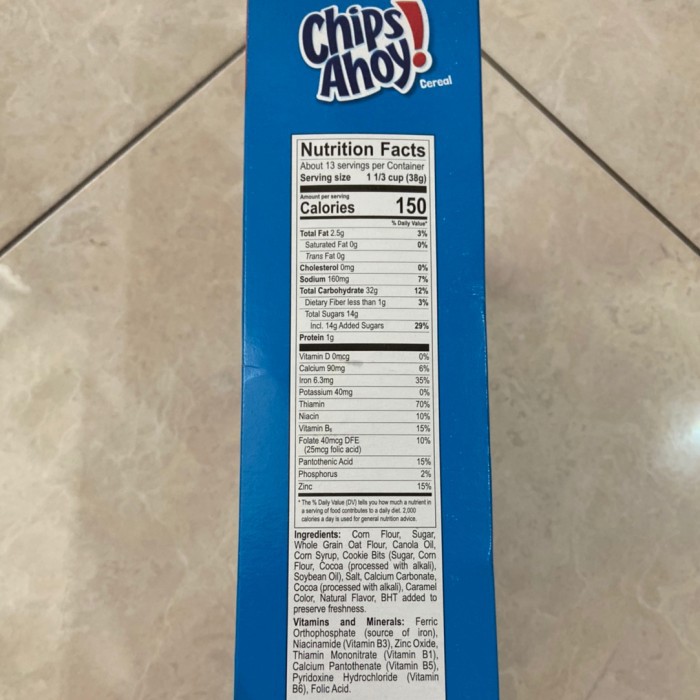 Chips
Ahoy!
Cereal
Nutrition Facts
About 13 servings per Container
Serving size 1 1/3 cup (38g)
Amount per serving
Calories 150
% Daily Value*
Total Fat 2.5g 3%
Saturated Fat 0g 0%
Trans Fat 0g
Cholesterol 0mg 0%
Sodium 160mg 7%
Total Carbohydrate 32g 12%
Dietary Fiber less than 1g 3%
Total Sugars 14g
Incl. 14g Added Sugars 29%
Protein 1g
Vitamin D 0mcg 0%
Calcium 90mg 6%
Iron 6.3mg 35%
Potassium 40mg 0%
Thiamin 70%
Niacin 10%
Vitamin B₆ 15%
Folate 40mcg DFE 10%
(25mcg folic acid)
Pantothenic Acid 15%
Phosphorus 2%
Zinc 15%
* The % Daily Value (DV) tells you how much a nutrient in
a serving of food contributes to a daily diet. 2,000
calories a day is used for general nutrition advice.
Ingredients: Corn Flour, Sugar,
Whole Grain Oat Flour, Canola Oil,
Corn Syrup, Cookie Bits (Sugar, Corn
Flour, Cocoa (processed with alkali),
Soybean Oil), Salt, Calcium Carbonate,
Cocoa (processed with alkali), Caramel
Color, Natural Flavor, BHT added to
preserve freshness.
Vitamins and Minerals: Ferric
Orthophosphate (source of iron),
Niacinamide (Vitamin B3), Zinc Oxide,
Thiamin Mononitrate (Vitamin B1),
Calcium Pantothenate (Vitamin B5),
Pyridoxine Hydrochloride (Vitamin
B6), Folic Acid.